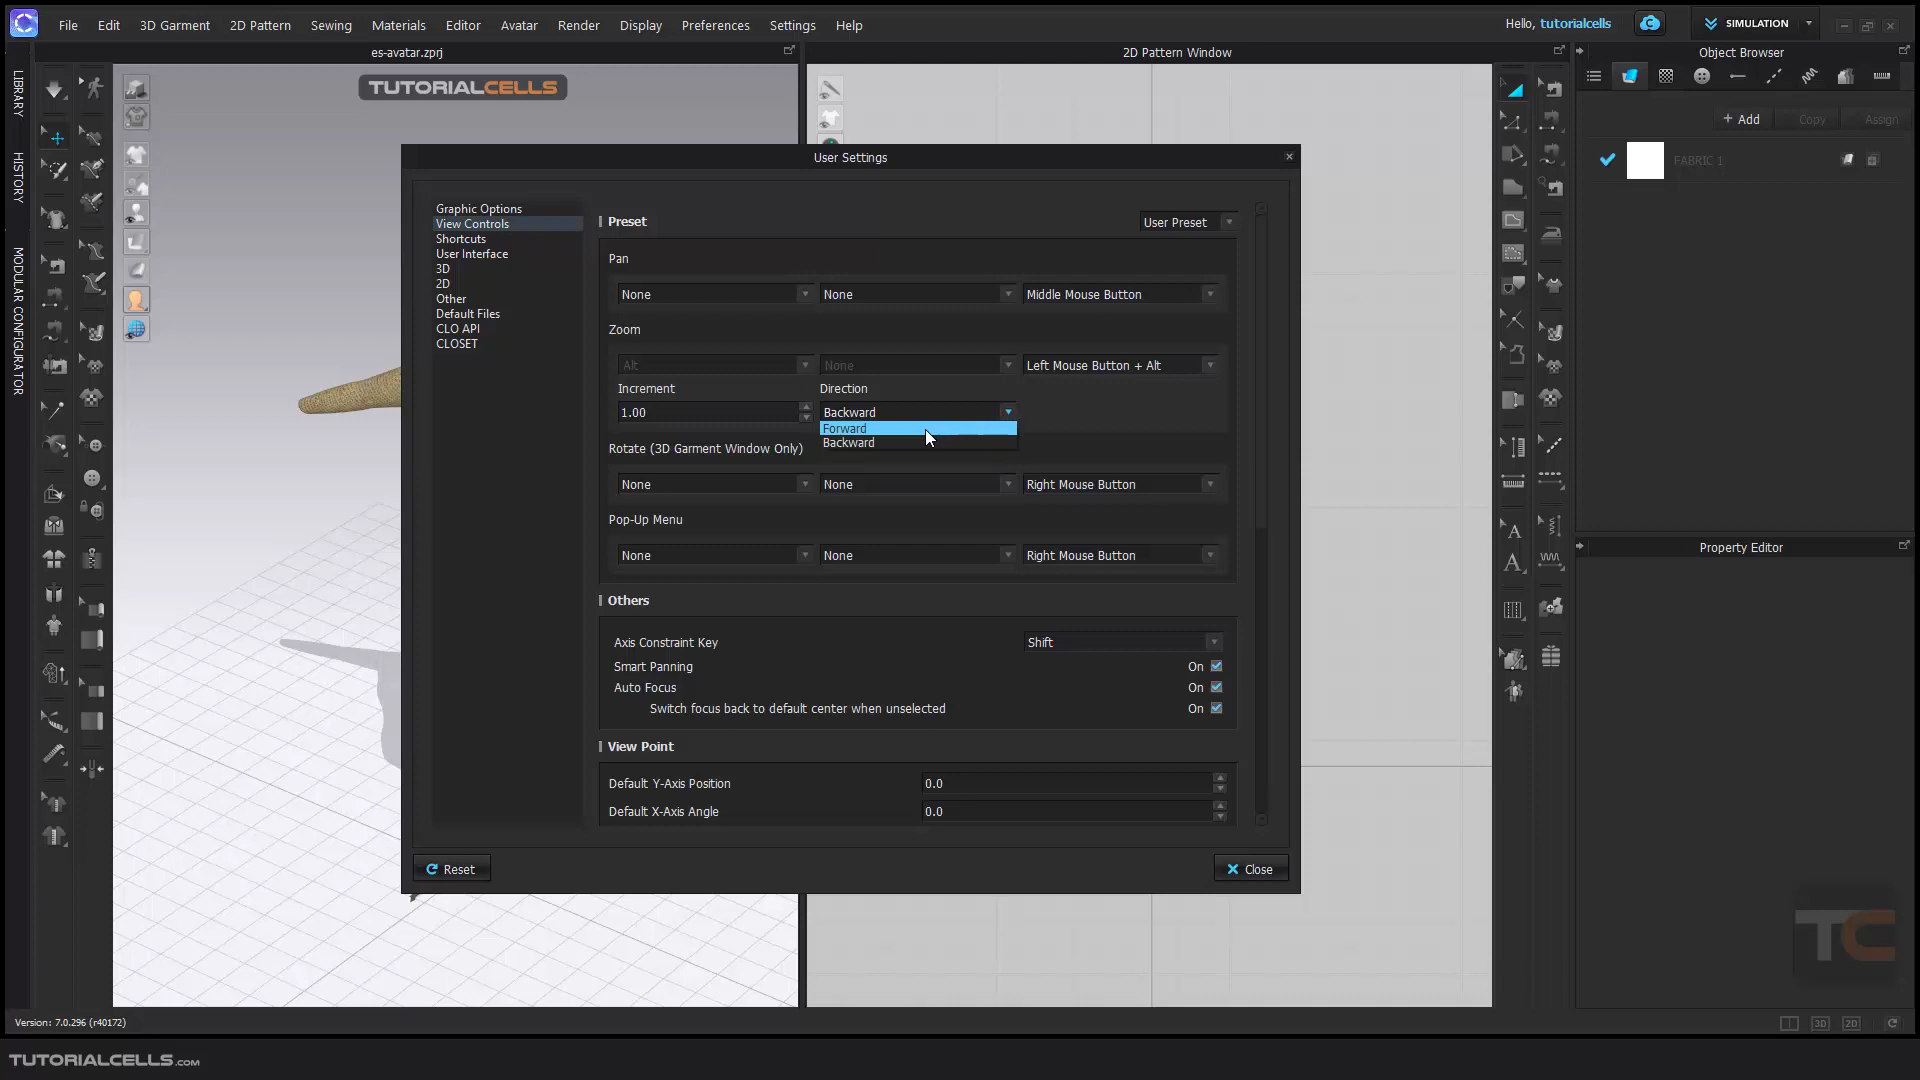 File Edit 3D Garment 2D Pattern Sewing Materials Editor Avatar Render Display Preferences Settings Help
Hello, tutorialcells
SIMULATION
es-avatar.zprj
2D Pattern Window
Object Browser
LIBRARY
HISTORY
MODULAR CONFIGURATOR
TUTORIALCELLS
+ Add
Copy
Assign
FABRIC 1
User Settings
Graphic Options
View Controls
Shortcuts
User Interface
3D
2D
Other
Default Files
CLO API
CLOSET
Preset
User Preset
Pan
None
None
Middle Mouse Button
Zoom
Alt
None
Left Mouse Button + Alt
Increment
Direction
1.00
Backward
Forward
Backward
Rotate (3D Garment Window Only)
None
None
Right Mouse Button
Pop-Up Menu
None
None
Right Mouse Button
Others
Axis Constraint Key
Shift
Smart Panning
On
Auto Focus
On
Switch focus back to default center when unselected
On
View Point
Default Y-Axis Position
0.0
Default X-Axis Angle
0.0
Reset
Close
Property Editor
A
A
TC
Version: 7.0.296 (r40172)
3D
2D
TUTORIALCELLS.com